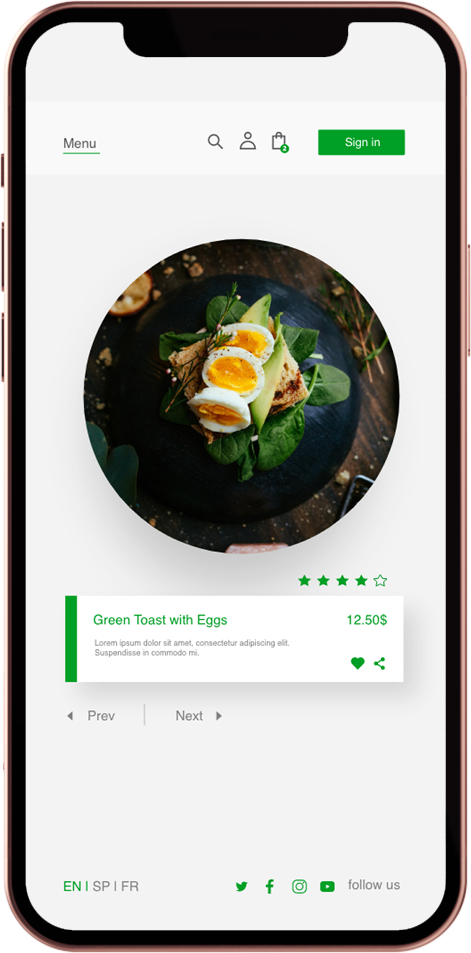 Menu
2
Sign in
Green Toast with Eggs
12.50$
Lorem ipsum dolor sit amet, consectetur adipiscing elit.
Suspendisse in commodo mi.
Prev
Next
EN I SP I FR
follow us